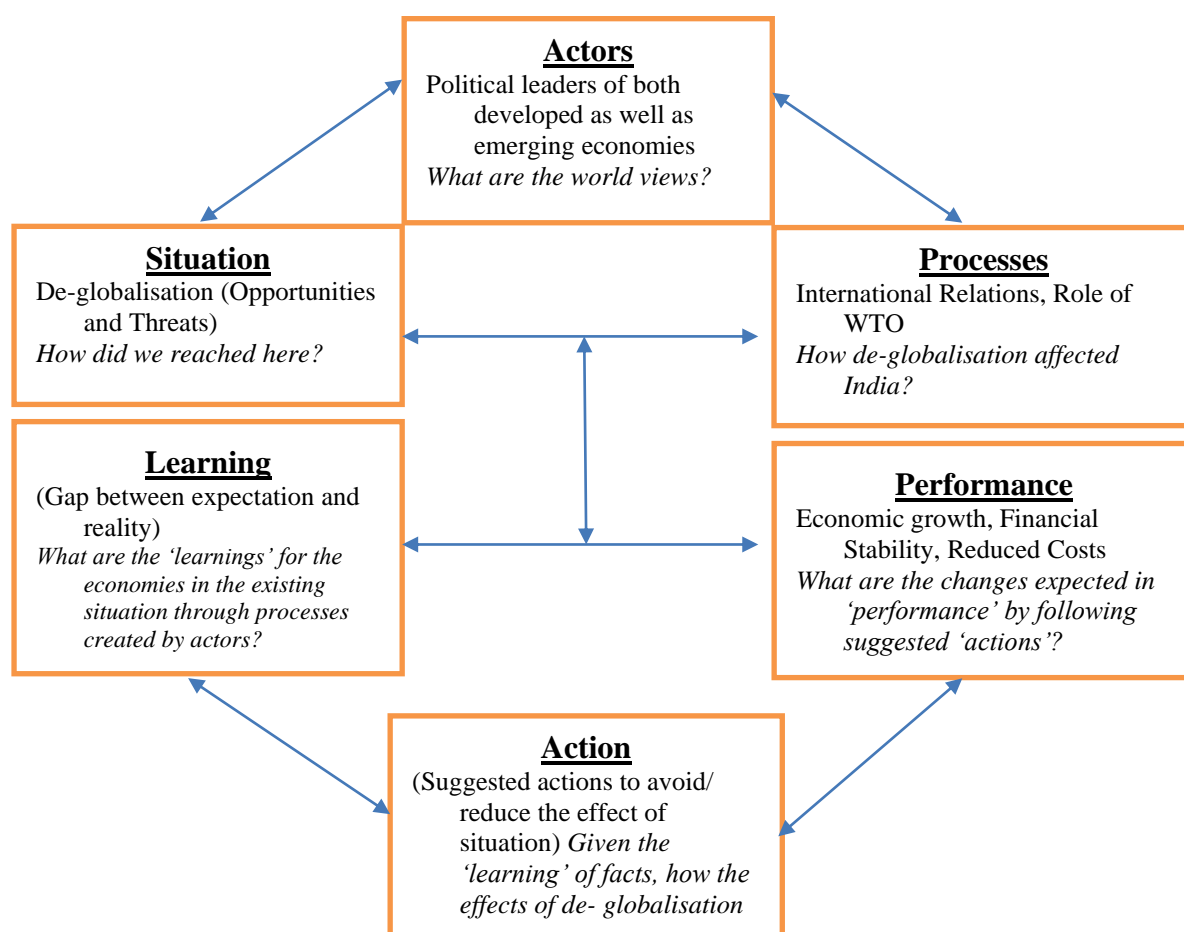 Actors
Political leaders of both
developed as well as
emerging economies
What are the world views?
Situation
De-globalisation (Opportunities
and Threats)
How did we reached here?
Processes
International Relations, Role of
WTO
How de-globalisation affected
India?
Learning
(Gap between expectation and
reality)
What are the ‘learnings’ for the
economies in the existing
situation through processes
created by actors?
Performance
Economic growth, Financial
Stability, Reduced Costs
What are the changes expected in
‘performance’ by following
suggested ‘actions’?
Action
(Suggested actions to avoid/
reduce the effect of
situation) Given the
‘learning’ of facts, how the
effects of de- globalisation